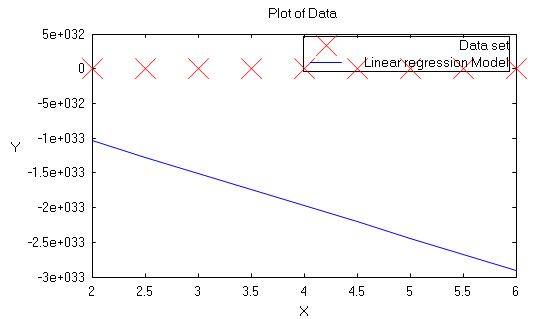 Plot of Data
5e+032
0
-5e+032
-1e+033
-1.5e+033
-2e+033
-2.5e+033
-3e+033
Y
Data set
Linear regression Model
2 2.5 3 3.5 4 4.5 5 5.5 6
X